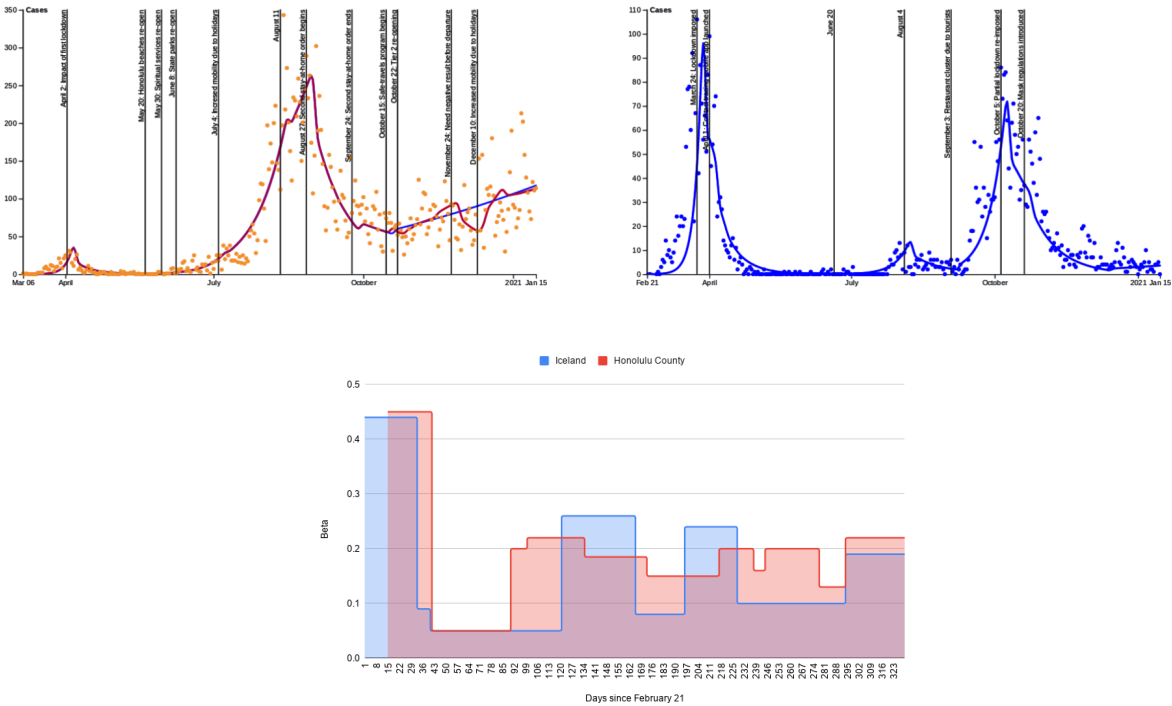 Cases
350
300
250
200
150
100
50
0
April 2: Impact of first lockdown
May 20: Honolulu beaches re-open
May 30: Spiritual services re-open
June 8: State parks re-open
July 4: Incresed mobility due to holidays
August 11
August 27: Second stay-at-home order begins
September 24: Second stay-at-home order ends
October 15: Safe-travels program begins
October 22: Tier 2 re-opening
November 24: Need negative result before departure
December 10: Increased mobility due to holidays
Mar 06 April July October 2021 Jan 15
Cases
110
100
90
80
70
60
50
40
30
20
10
0
March 24: Lockdown imposed
June 20
August 4
September 3: Restaurant cluster due to tourists
October 5: Partial lockdown re-imposed
October 20: Mask regulations introduced
Feb 21 April July October 2021 Jan 15
Iceland Honolulu County
0.5
0.4
0.3
0.2
0.1
0.0
Beta
1 8 15 22 29 36 43 50 57 64 71 78 85 92 99 106 113 120 127 134 141 148 155 162 169 176 183 190 197 204 211 218 225 232 239 246 253 260 267 274 281 288 295 302 309 316 323
Days since February 21